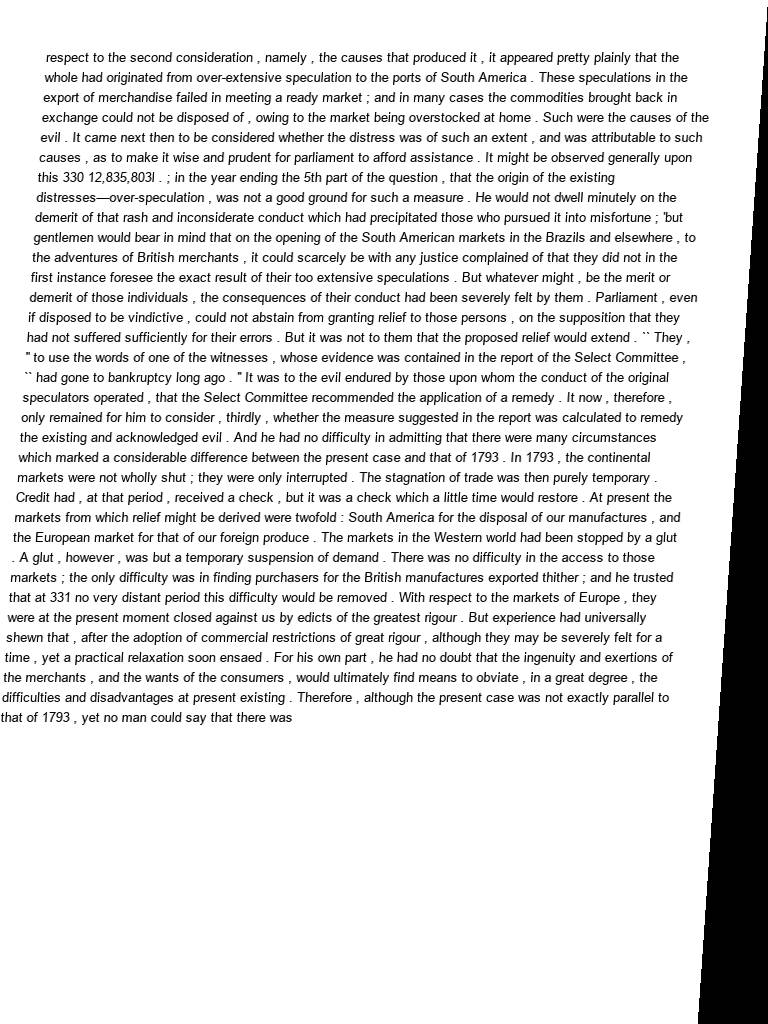 respect to the second consideration , namely , the causes that produced it , it appeared pretty plainly that the
whole had originated from over-extensive speculation to the ports of South America . These speculations in the
export of merchandise failed in meeting a ready market ; and in many cases the commodities brought back in
exchange could not be disposed of , owing to the market being overstocked at home . Such were the causes of the
evil . It came next then to be considered whether the distress was of such an extent , and was attributable to such
causes , as to make it wise and prudent for parliament to afford assistance . It might be observed generally upon
this 330 12,835,803l . ; in the year ending the 5th part of the question , that the origin of the existing
distresses—over-speculation , was not a good ground for such a measure . He would not dwell minutely on the
demerit of that rash and inconsiderate conduct which had precipitated those who pursued it into misfortune ; 'but
gentlemen would bear in mind that on the opening of the South American markets in the Brazils and elsewhere , to
the adventures of British merchants , it could scarcely be with any justice complained of that they did not in the
first instance foresee the exact result of their too extensive speculations . But whatever might , be the merit or
demerit of those individuals , the consequences of their conduct had been severely felt by them . Parliament , even
if disposed to be vindictive , could not abstain from granting relief to those persons , on the supposition that they
had not suffered sufficiently for their errors . But it was not to them that the proposed relief would extend . `` They ,
" to use the words of one of the witnesses , whose evidence was contained in the report of the Select Committee ,
`` had gone to bankruptcy long ago . " It was to the evil endured by those upon whom the conduct of the original
speculators operated , that the Select Committee recommended the application of a remedy . It now , therefore ,
only remained for him to consider , thirdly , whether the measure suggested in the report was calculated to remedy
the existing and acknowledged evil . And he had no difficulty in admitting that there were many circumstances
which marked a considerable difference between the present case and that of 1793 . In 1793 , the continental
markets were not wholly shut ; they were only interrupted . The stagnation of trade was then purely temporary .
Credit had , at that period , received a check , but it was a check which a little time would restore . At present the
markets from which relief might be derived were twofold : South America for the disposal of our manufactures , and
the European market for that of our foreign produce . The markets in the Western world had been stopped by a glut
. A glut , however , was but a temporary suspension of demand . There was no difficulty in the access to those
markets ; the only difficulty was in finding purchasers for the British manufactures exported thither ; and he trusted
that at 331 no very distant period this difficulty would be removed . With respect to the markets of Europe , they
were at the present moment closed against us by edicts of the greatest rigour . But experience had universally
shewn that , after the adoption of commercial restrictions of great rigour , although they may be severely felt for a
time , yet a practical relaxation soon ensaed . For his own part , he had no doubt that the ingenuity and exertions of
the merchants , and the wants of the consumers , would ultimately find means to obviate , in a great degree , the
difficulties and disadvantages at present existing . Therefore , although the present case was not exactly parallel to
that of 1793 , yet no man could say that there was